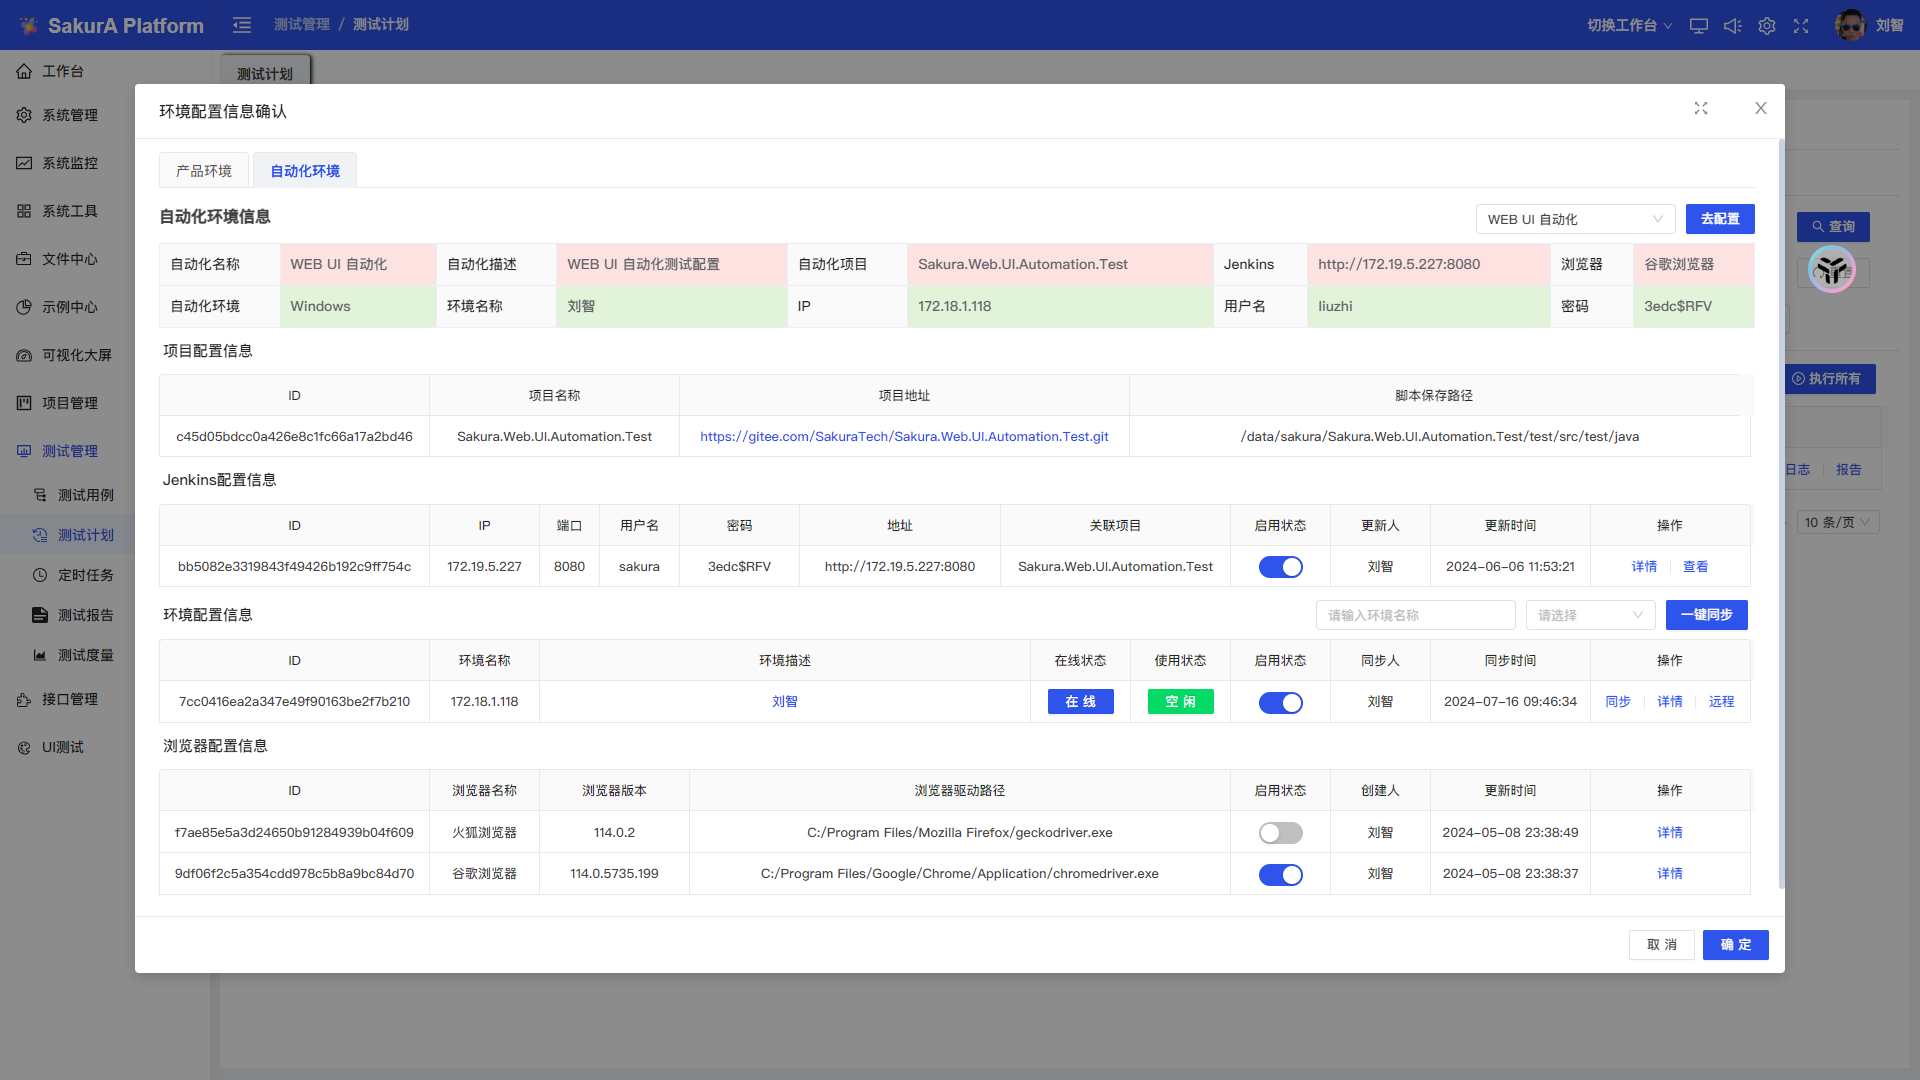 SakurA Platform
测试管理 / 测试计划
切换工作台
刘智
工作台
系统管理
系统监控
系统工具
文件中心
示例中心
可视化大屏
项目管理
测试管理
测试用例
测试计划
定时任务
测试报告
测试度量
接口管理
UI测试
测试计划
查询
执行所有
日志 报告
10 条/页
环境配置信息确认
产品环境 自动化环境
自动化环境信息
WEB UI 自动化 去配置
自动化名称 WEB UI 自动化 自动化描述 WEB UI 自动化测试配置 自动化项目 Sakura.Web.UI.Automation.Test Jenkins http://172.19.5.227:8080 浏览器 谷歌浏览器
自动化环境 Windows 环境名称 刘智 IP 172.18.1.118 用户名 liuzhi 密码 3edc$RFV
项目配置信息
ID 项目名称 项目地址 脚本保存路径
c45d05bdcc0a426e8c1fc66a17a2bd46 Sakura.Web.UI.Automation.Test https://gitee.com/SakuraTech/Sakura.Web.UI.Automation.Test.git /data/sakura/Sakura.Web.UI.Automation.Test/test/src/test/java
Jenkins配置信息
ID IP 端口 用户名 密码 地址 关联项目 启用状态 更新人 更新时间 操作
bb5082e3319843f49426b192c9ff754c 172.19.5.227 8080 sakura 3edc$RFV http://172.19.5.227:8080 Sakura.Web.UI.Automation.Test 刘智 2024-06-06 11:53:21 详情 查看
环境配置信息
请输入环境名称 请选择 一键同步
ID 环境名称 环境描述 在线状态 使用状态 启用状态 同步人 同步时间 操作
7cc0416ea2a347e49f90163be2f7b210 172.18.1.118 刘智 在 线 空 闲 刘智 2024-07-16 09:46:34 同步 详情 远程
浏览器配置信息
ID 浏览器名称 浏览器版本 浏览器驱动路径 启用状态 创建人 更新时间 操作
f7ae85e5a3d24650b91284939b04f609 火狐浏览器 114.0.2 C:/Program Files/Mozilla Firefox/geckodriver.exe 刘智 2024-05-08 23:38:49 详情
9df06f2c5a354cdd978c5b8a9bc84d70 谷歌浏览器 114.0.5735.199 C:/Program Files/Google/Chrome/Application/chromedriver.exe 刘智 2024-05-08 23:38:37 详情
取 消 确 定